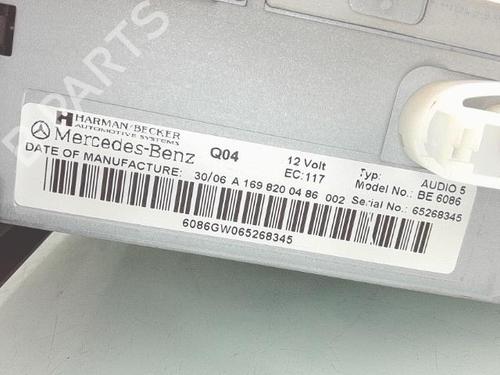 B PARTS
HARMAN/BECKER
AUTOMOTIVE SYSTEMS
Mercedes-Benz Q04 12 Volt Typ: AUDIO 5
EC:117 Model No.: BE 6086
DATE OF MANUFACTURE: 30/06 A 169 820 04 86 002 Serial No.: 65268345
6086GW065268345